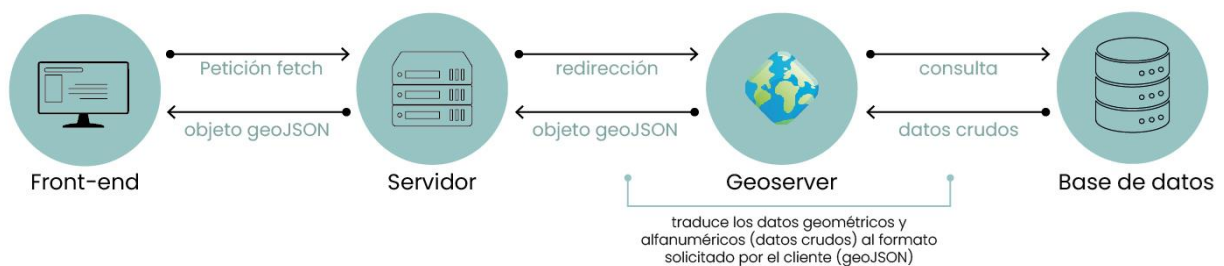 Petición fetch
redirección
consulta
objeto geoJSON
objeto geoJSON
datos crudos
Front-end
Servidor
Geoserver
Base de datos
traduce los datos geométricos y
alfanuméricos (datos crudos) al formato
solicitado por el cliente (geoJSON)